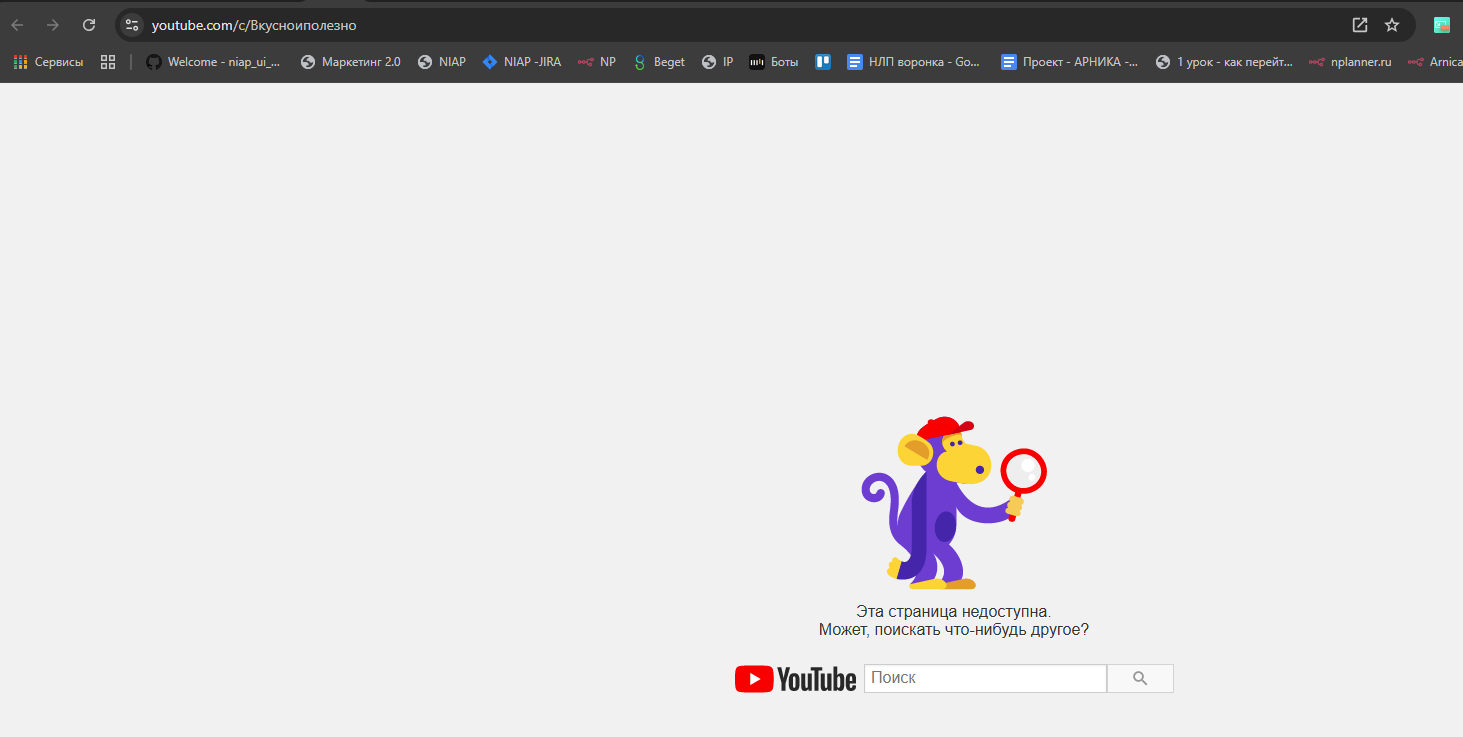 youtube.com/c/Вкусноиполезно
Сервисы Welcome - niap_ui_... Маркетинг 2.0 NIAP NIAP -JIRA NP Beget IP Боты НЛП воронка - Go... Проект - АРНИКА -... 1 урок - как перейт... nplanner.ru Arnica
Эта страница недоступна.
Может, поискать что-нибудь другое?
YouTube Поиск